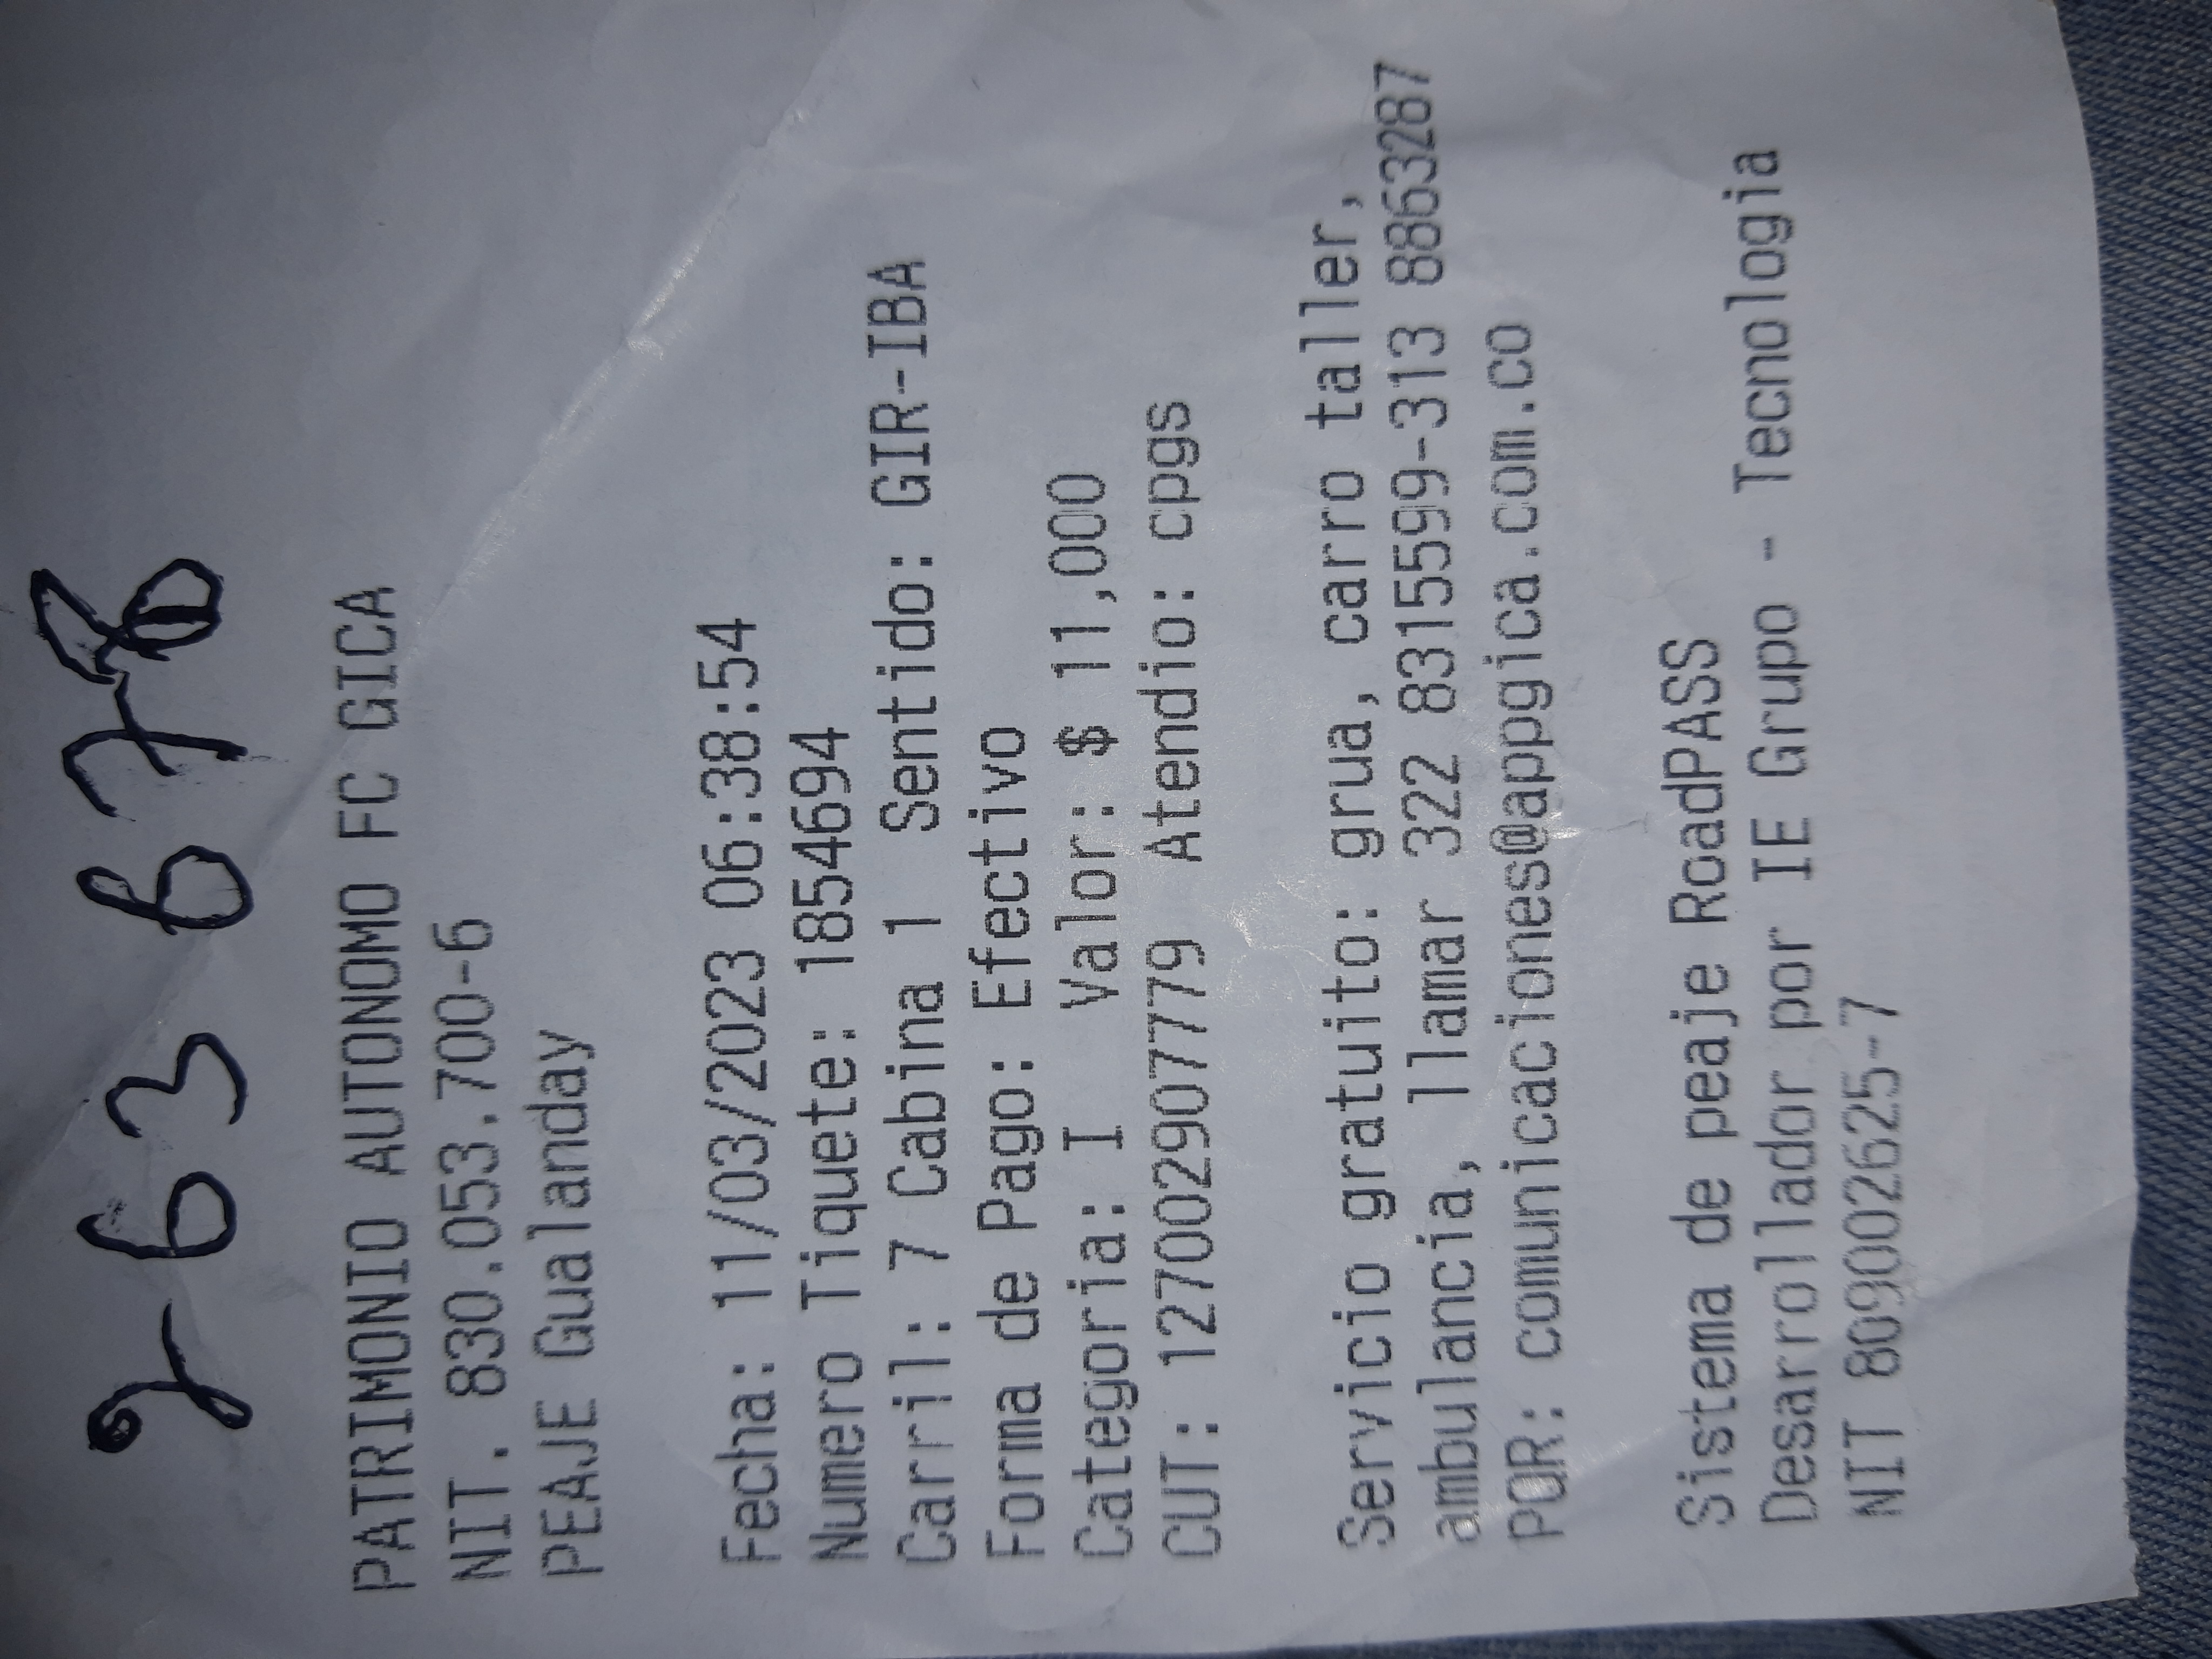 263678
PATRIMONIO AUTONOMO FC GICA
NIT. 830.053.700-6
PEAJE Gualanday
Fecha: 11/03/2023 06:38:54
Numero Tiquete: 1854694
Carril: 7 Cabina 1 Sentido: GIR-IBA
Forma de Pago: Efectivo
Categoria: I Valor: $ 11,000
CUT: 1270029077779 Atendio: cpgs
Servicio gratuito: grua, carro taller,
ambulancia, llamar 322 8315599-313 8863287
PQR: comunicaciones@appgica.com.co
Sistema de peaje RoadPASS
Desarrollador por IE Grupo - Tecnologia
NIT 809002625-7